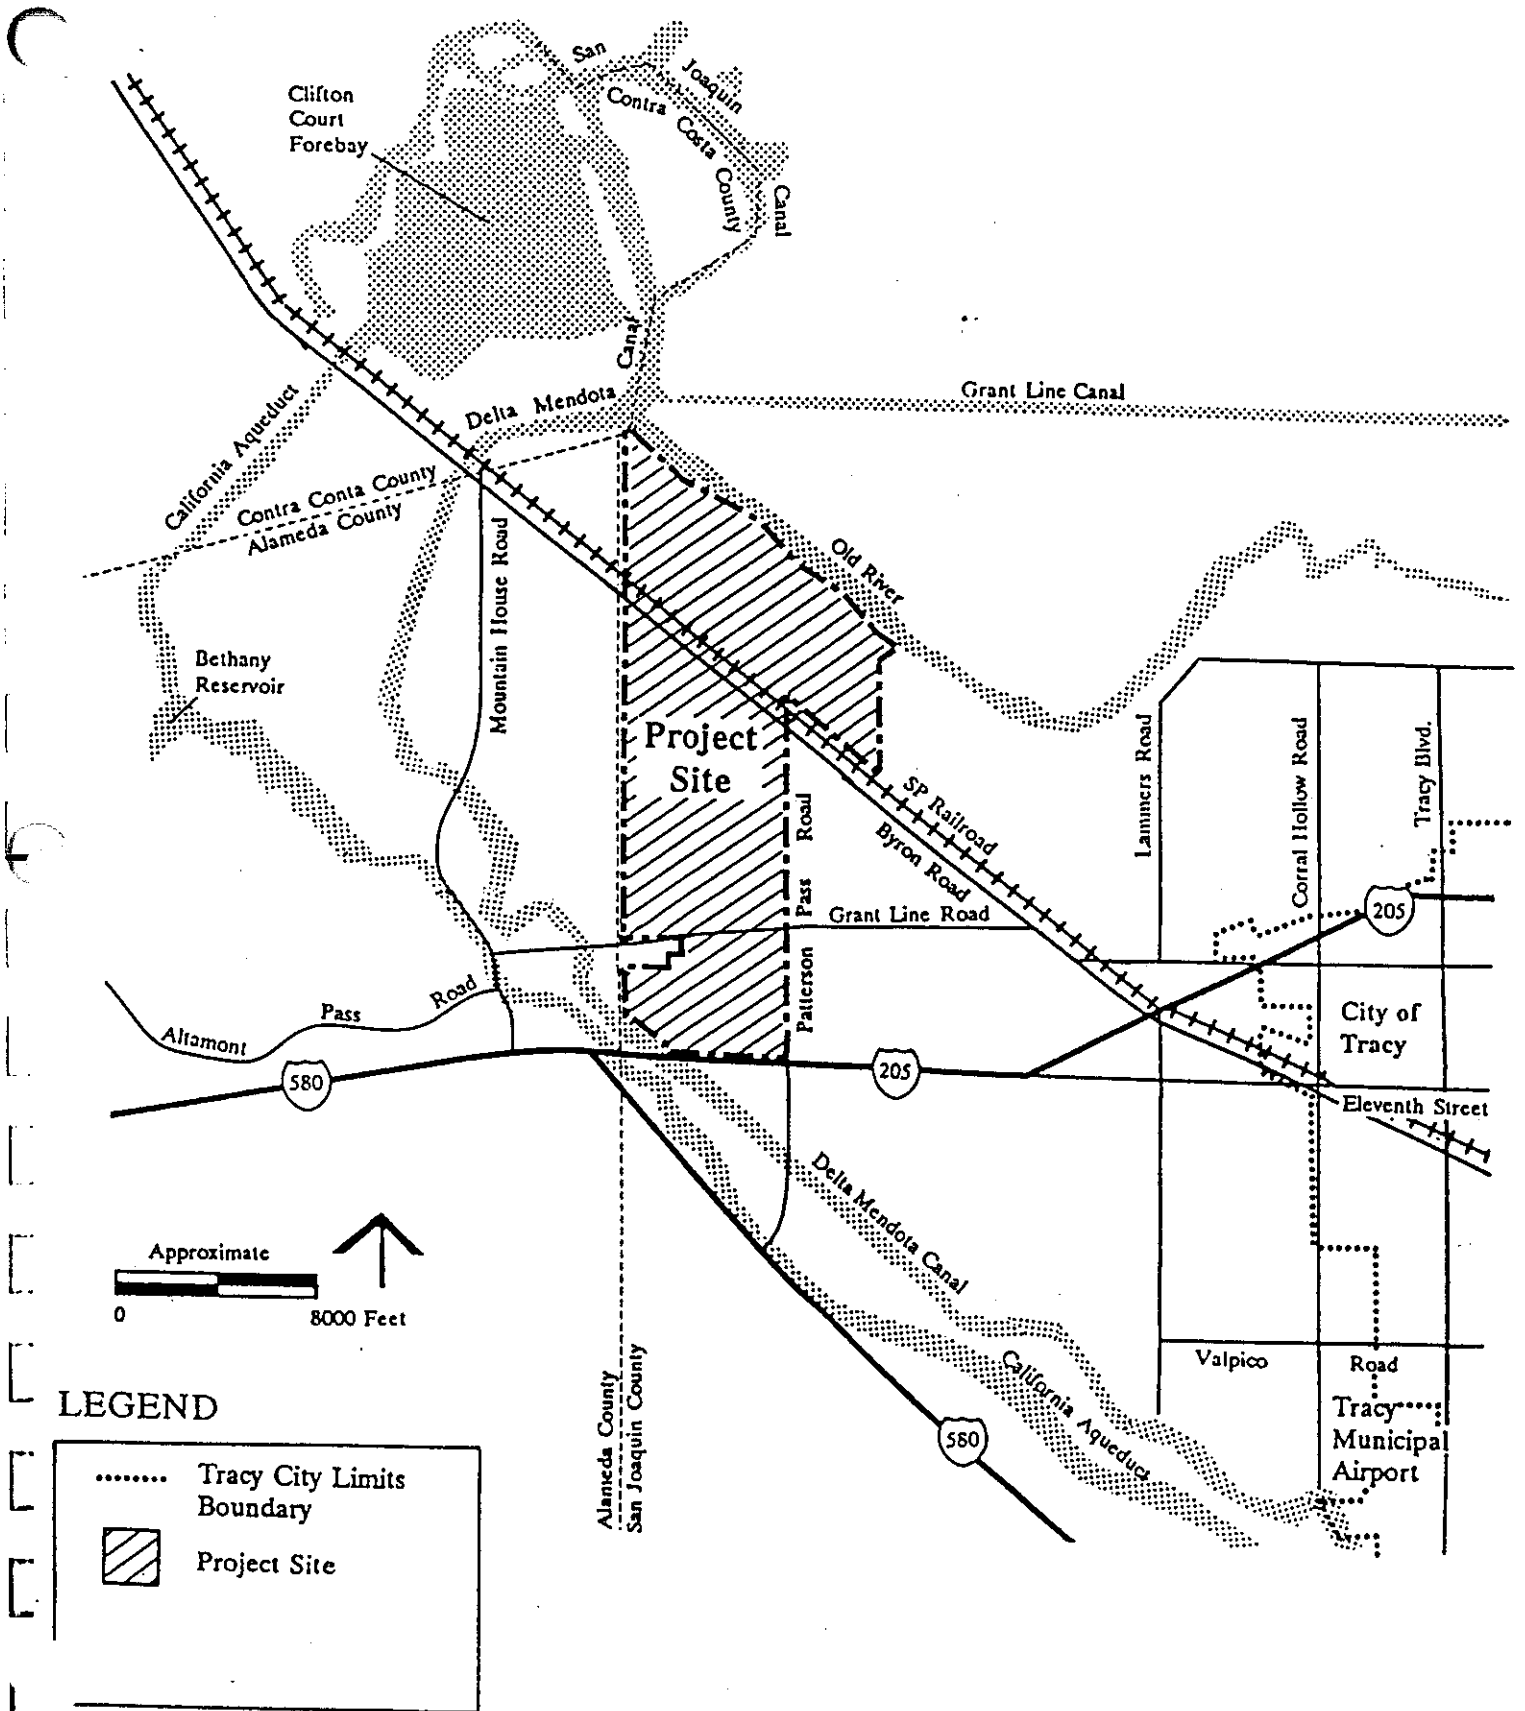 San
Joaquin
Canal
Contra Costa County
Clifton
Court
Forebay
Canal
Delta Mendota
Grant Line Canal
California Aqueduct
Contra Conta County
Alameda County
Mountain House Road
Old River
Bethany
Reservoir
Project
Site
Lammers Road
Corral Hollow Road
Tracy Blvd.
SP Railroad
Byron Road
Patterson Pass Road
Grant Line Road
205
Altamont Pass Road
City of
Tracy
580
205
Eleventh Street
Delta Mendota Canal
Approximate
0
8000 Feet
Valpico Road
California Aqueduct
580
Alameda County
San Joaquin County
Tracy
Municipal
Airport
LEGEND
Tracy City Limits
Boundary
Project Site